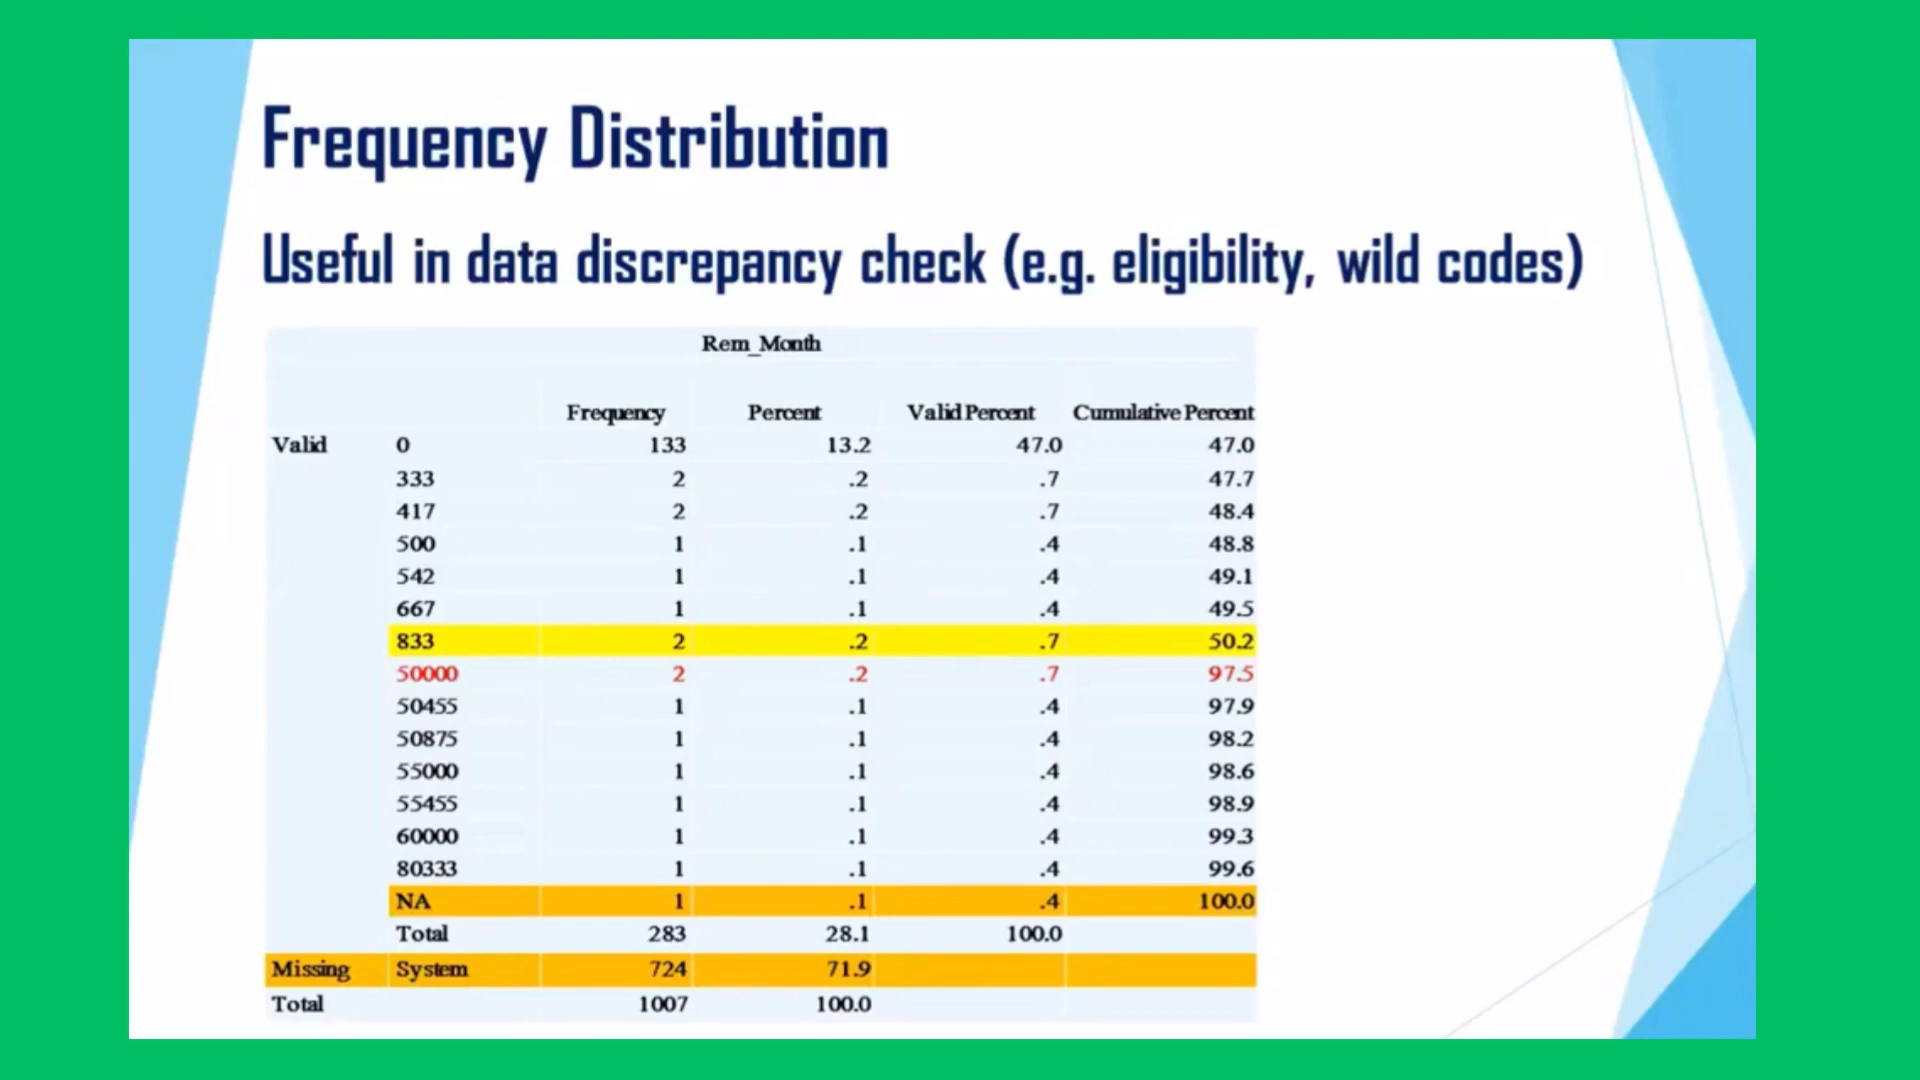 Frequency Distribution
Useful in data discrepancy check (e.g. eligibility, wild codes)
Rem_Month
Frequency Percent Valid Percent Cumulative Percent
Valid 0 133 13.2 47.0 47.0
333 2 .2 .7 47.7
417 2 .2 .7 48.4
500 1 .1 .4 48.8
542 1 .1 .4 49.1
667 1 .1 .4 49.5
833 2 .2 .7 50.2
50000 2 .2 .7 97.5
50455 1 .1 .4 97.9
50875 1 .1 .4 98.2
55000 1 .1 .4 98.6
55455 1 .1 .4 98.9
60000 1 .1 .4 99.3
80333 1 .1 .4 99.6
NA 1 .1 .4 100.0
Total 283 28.1 100.0
Missing System 724 71.9
Total 1007 100.0